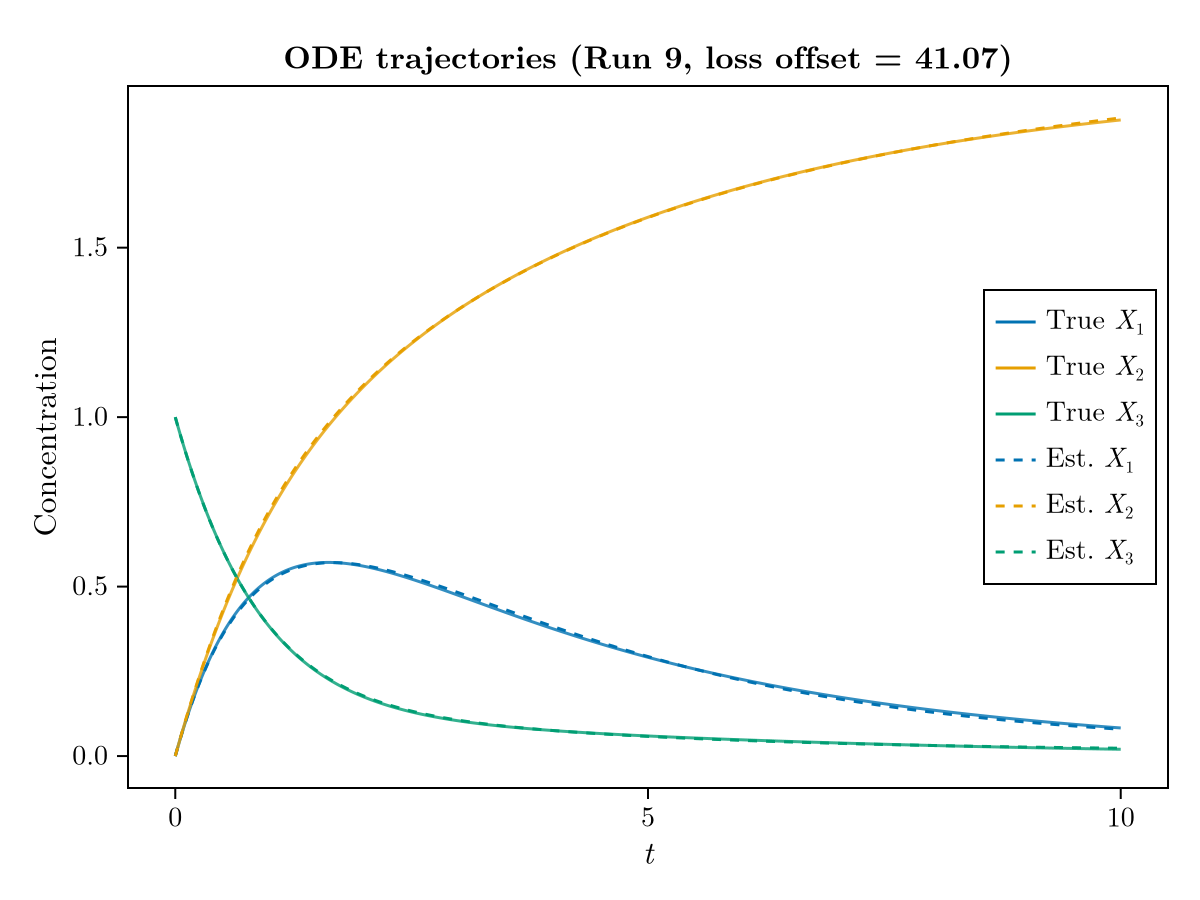 ODE trajectories (Run 9, loss offset = 41.07)
Concentration
1.5
1.0
0.5
0.0
True X₁
True X₂
True X₃
Est. X₁
Est. X₂
Est. X₃
0 5 10
t